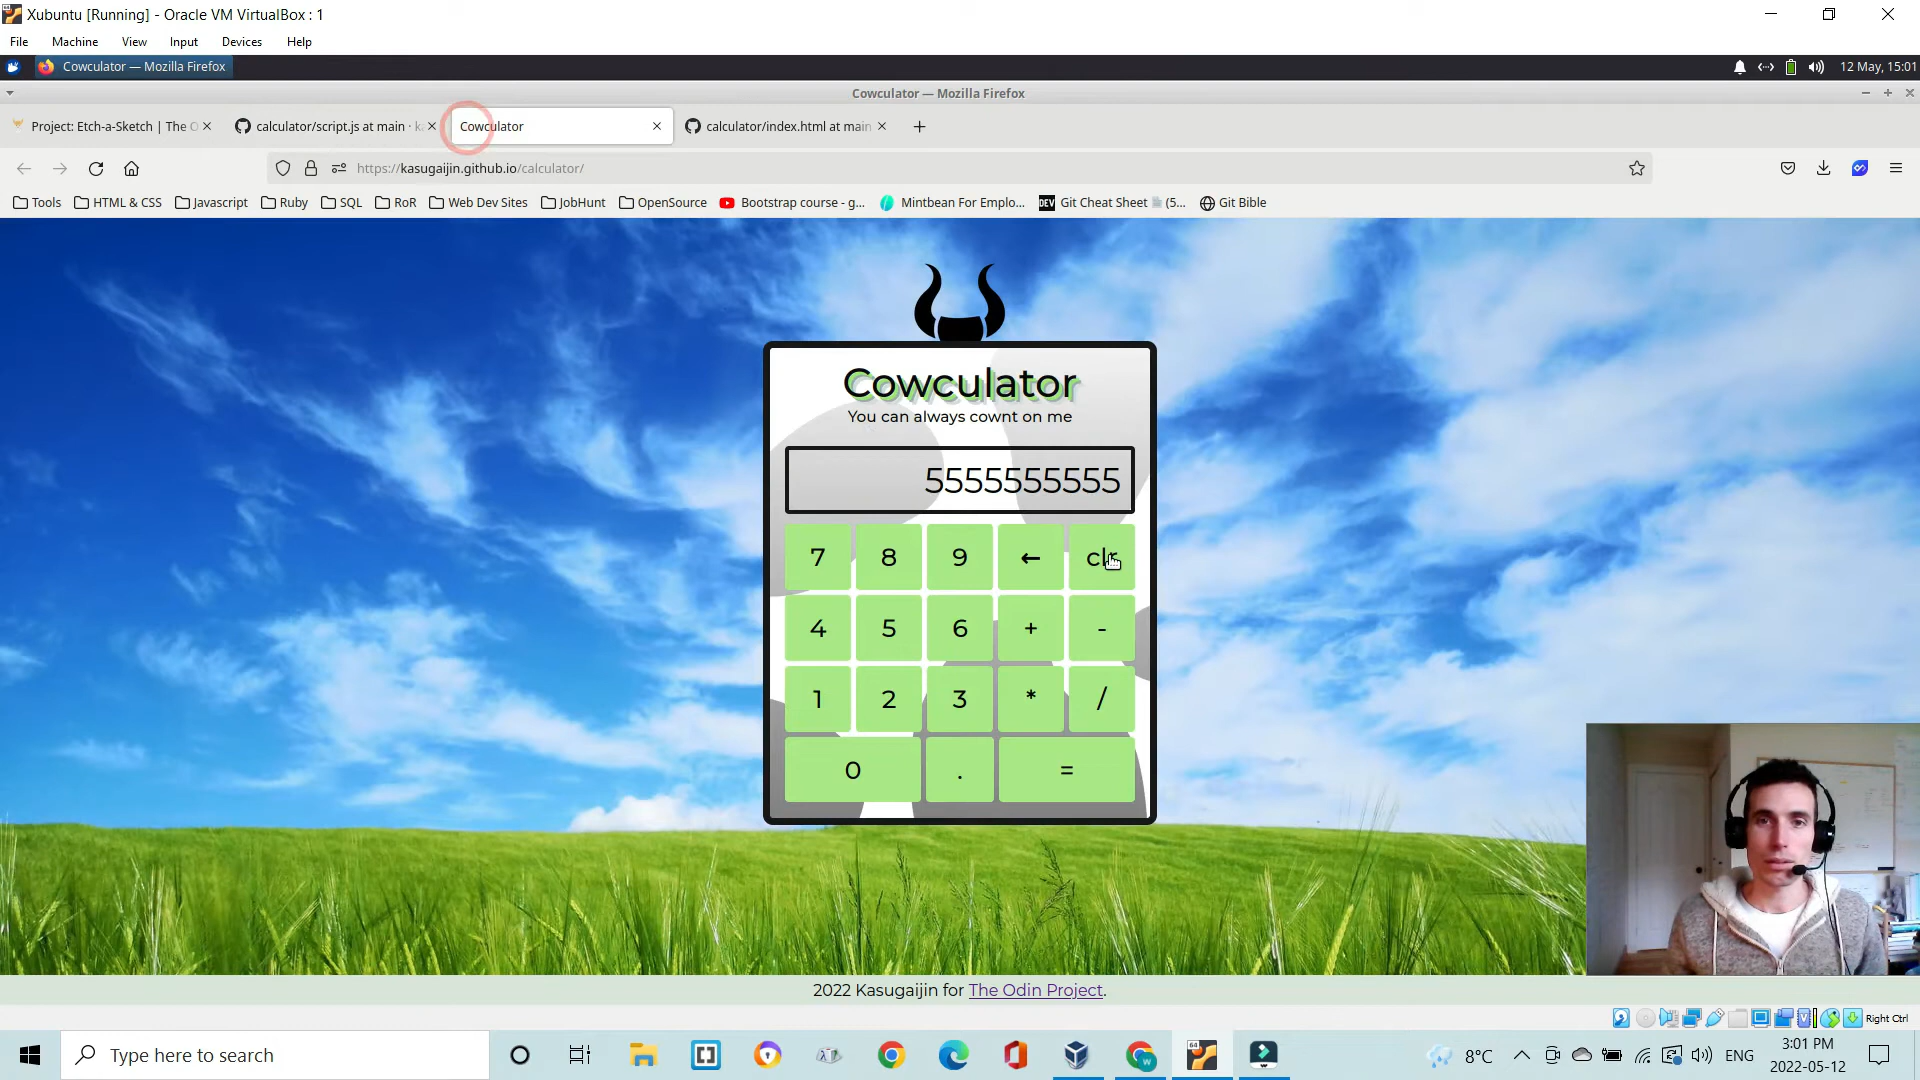 Xubuntu [Running] - Oracle VM VirtualBox : 1
File Machine View Input Devices Help
Cowculator — Mozilla Firefox 12 May, 15:01
Cowculator — Mozilla Firefox
Project: Etch-a-Sketch | The O calculator/script.js at main · ka Cowculator calculator/index.html at main
https://kasugaijin.github.io/calculator/
Tools HTML & CSS Javascript Ruby SQL RoR Web Dev Sites JobHunt OpenSource Bootstrap course - g... Mintbean For Emplo... DEV Git Cheat Sheet (5... Git Bible
Cowculator
You can always cownt on me
5555555555
7 8 9 ← clr
4 5 6 + -
1 2 3 * /
0 . =
2022 Kasugaijin for The Odin Project.
Right Ctrl
Type here to search
8°C
ENG
3:01 PM
2022-05-12